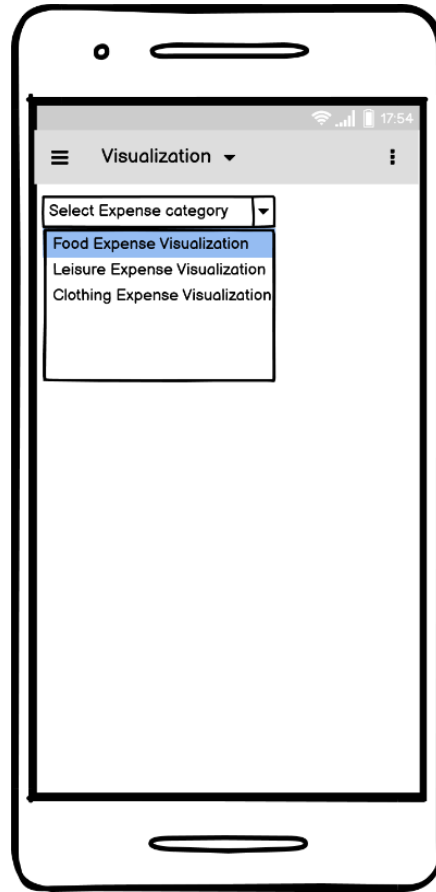 17:54
Visualization
Select Expense category
Food Expense Visualization
Leisure Expense Visualization
Clothing Expense Visualization